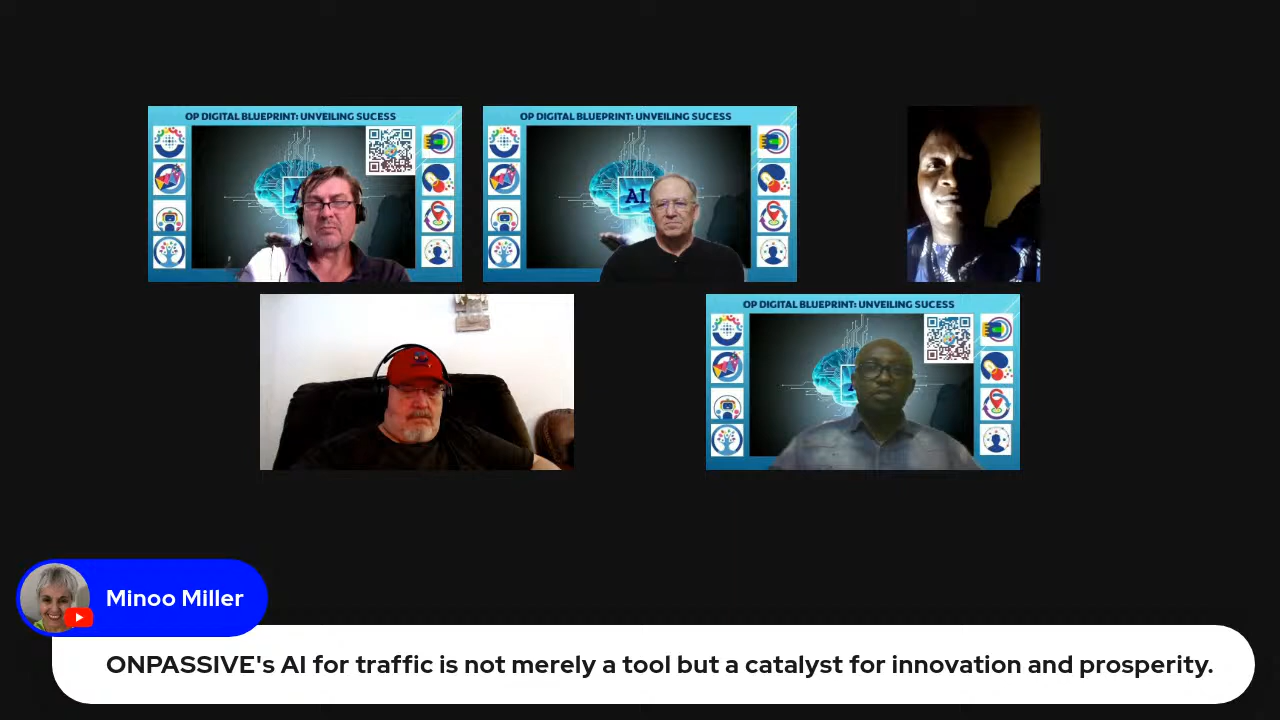 OP DIGITAL BLUEPRINT: UNVEILING SUCESS
OP DIGITAL BLUEPRINT: UNVEILING SUCESS
AI
OP DIGITAL BLUEPRINT: UNVEILING SUCESS
Minoo Miller
ONPASSIVE's AI for traffic is not merely a tool but a catalyst for innovation and prosperity.